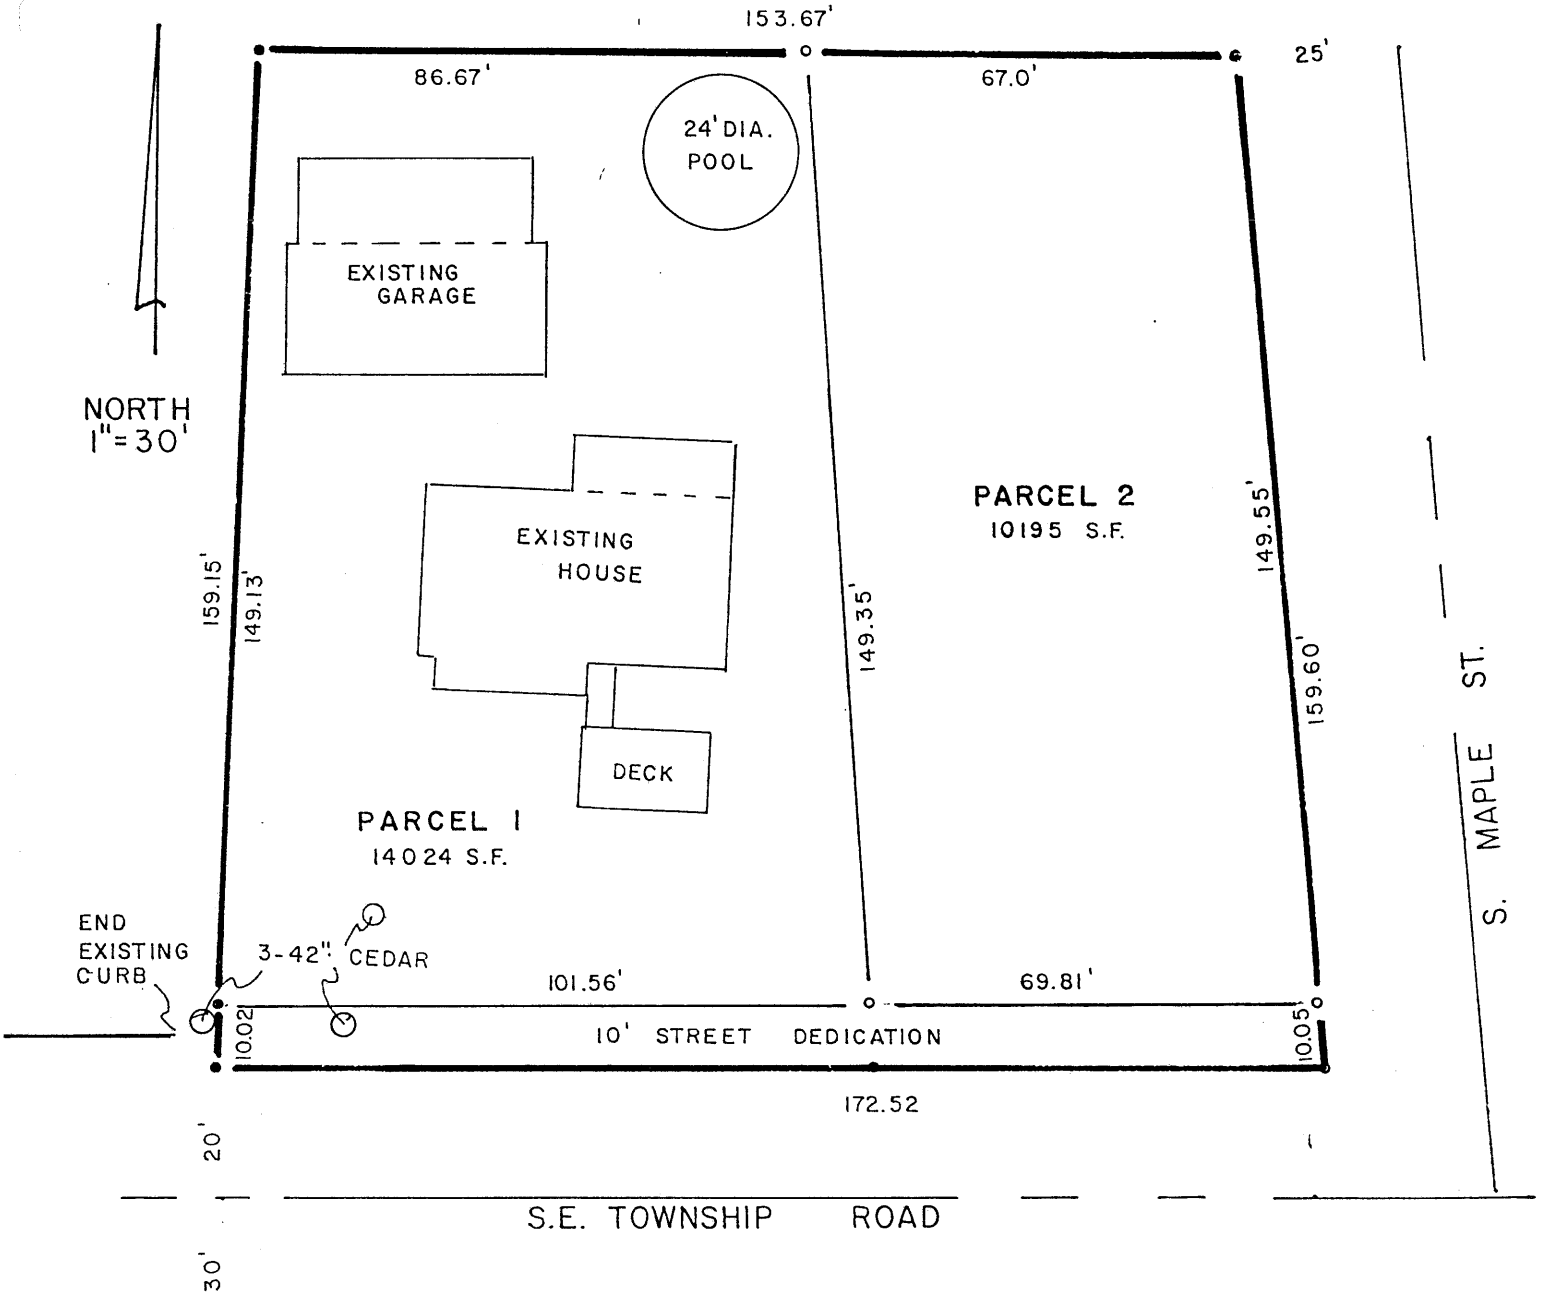 153.67'
25'
86.67'
67.0'
24' DIA.
POOL
EXISTING
GARAGE
NORTH
1"=30'
PARCEL 2
10195 S.F.
EXISTING
HOUSE
159.15'
149.13'
149.35'
149.55'
159.60'
S. MAPLE ST.
DECK
PARCEL 1
14024 S.F.
END
EXISTING
CURB
3-42" CEDAR
101.56'
69.81'
10.02'
10' STREET DEDICATION
10.05'
172.52
20'
S.E. TOWNSHIP ROAD
30'